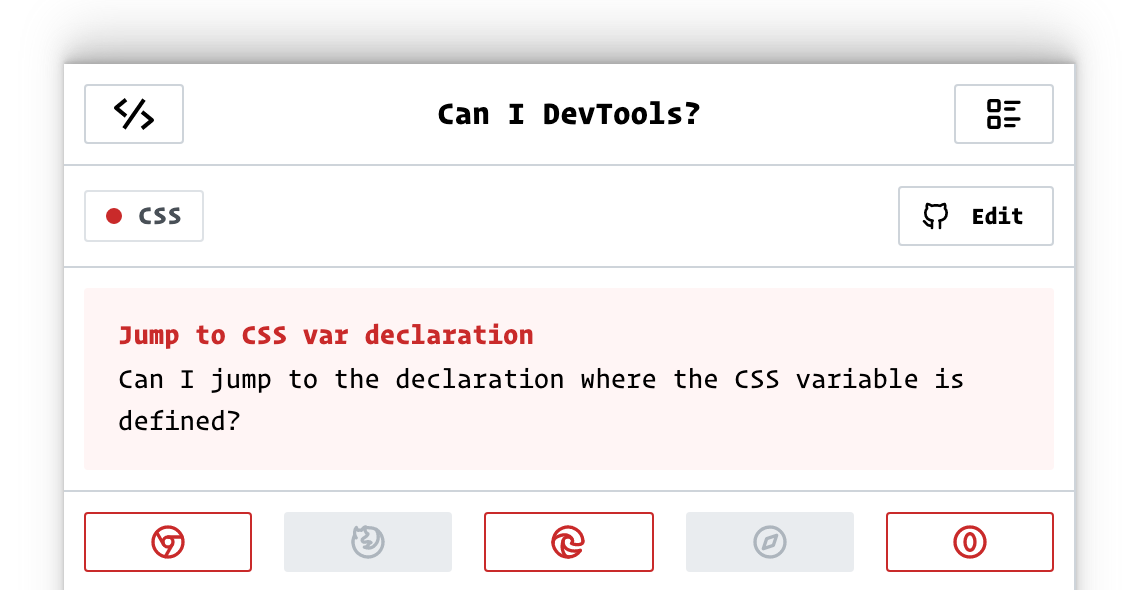 Can I DevTools?
CSS
Edit
Jump to CSS var declaration
Can I jump to the declaration where the CSS variable is
defined?